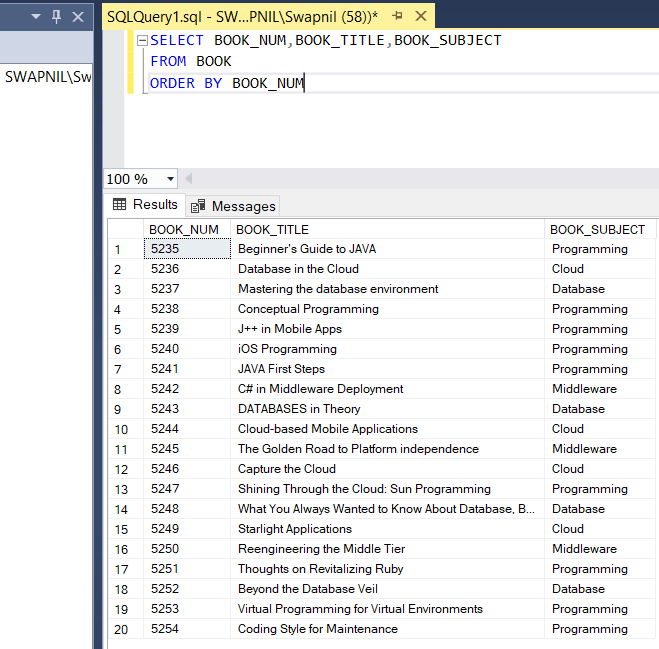 SQLQuery1.sql - SW...PNIL\Swapnil (58))*
SELECT BOOK_NUM,BOOK_TITLE,BOOK_SUBJECT
FROM BOOK
ORDER BY BOOK_NUM
SWAPNIL\Sw
100 %
Results Messages
BOOK_NUM BOOK_TITLE BOOK_SUBJECT
1 5235 Beginner's Guide to JAVA Programming
2 5236 Database in the Cloud Cloud
3 5237 Mastering the database environment Database
4 5238 Conceptual Programming Programming
5 5239 J++ in Mobile Apps Programming
6 5240 iOS Programming Programming
7 5241 JAVA First Steps Programming
8 5242 C# in Middleware Deployment Middleware
9 5243 DATABASES in Theory Database
10 5244 Cloud-based Mobile Applications Cloud
11 5245 The Golden Road to Platform independence Middleware
12 5246 Capture the Cloud Cloud
13 5247 Shining Through the Cloud: Sun Programming Programming
14 5248 What You Always Wanted to Know About Database, B... Database
15 5249 Starlight Applications Cloud
16 5250 Reengineering the Middle Tier Middleware
17 5251 Thoughts on Revitalizing Ruby Programming
18 5252 Beyond the Database Veil Database
19 5253 Virtual Programming for Virtual Environments Programming
20 5254 Coding Style for Maintenance Programming